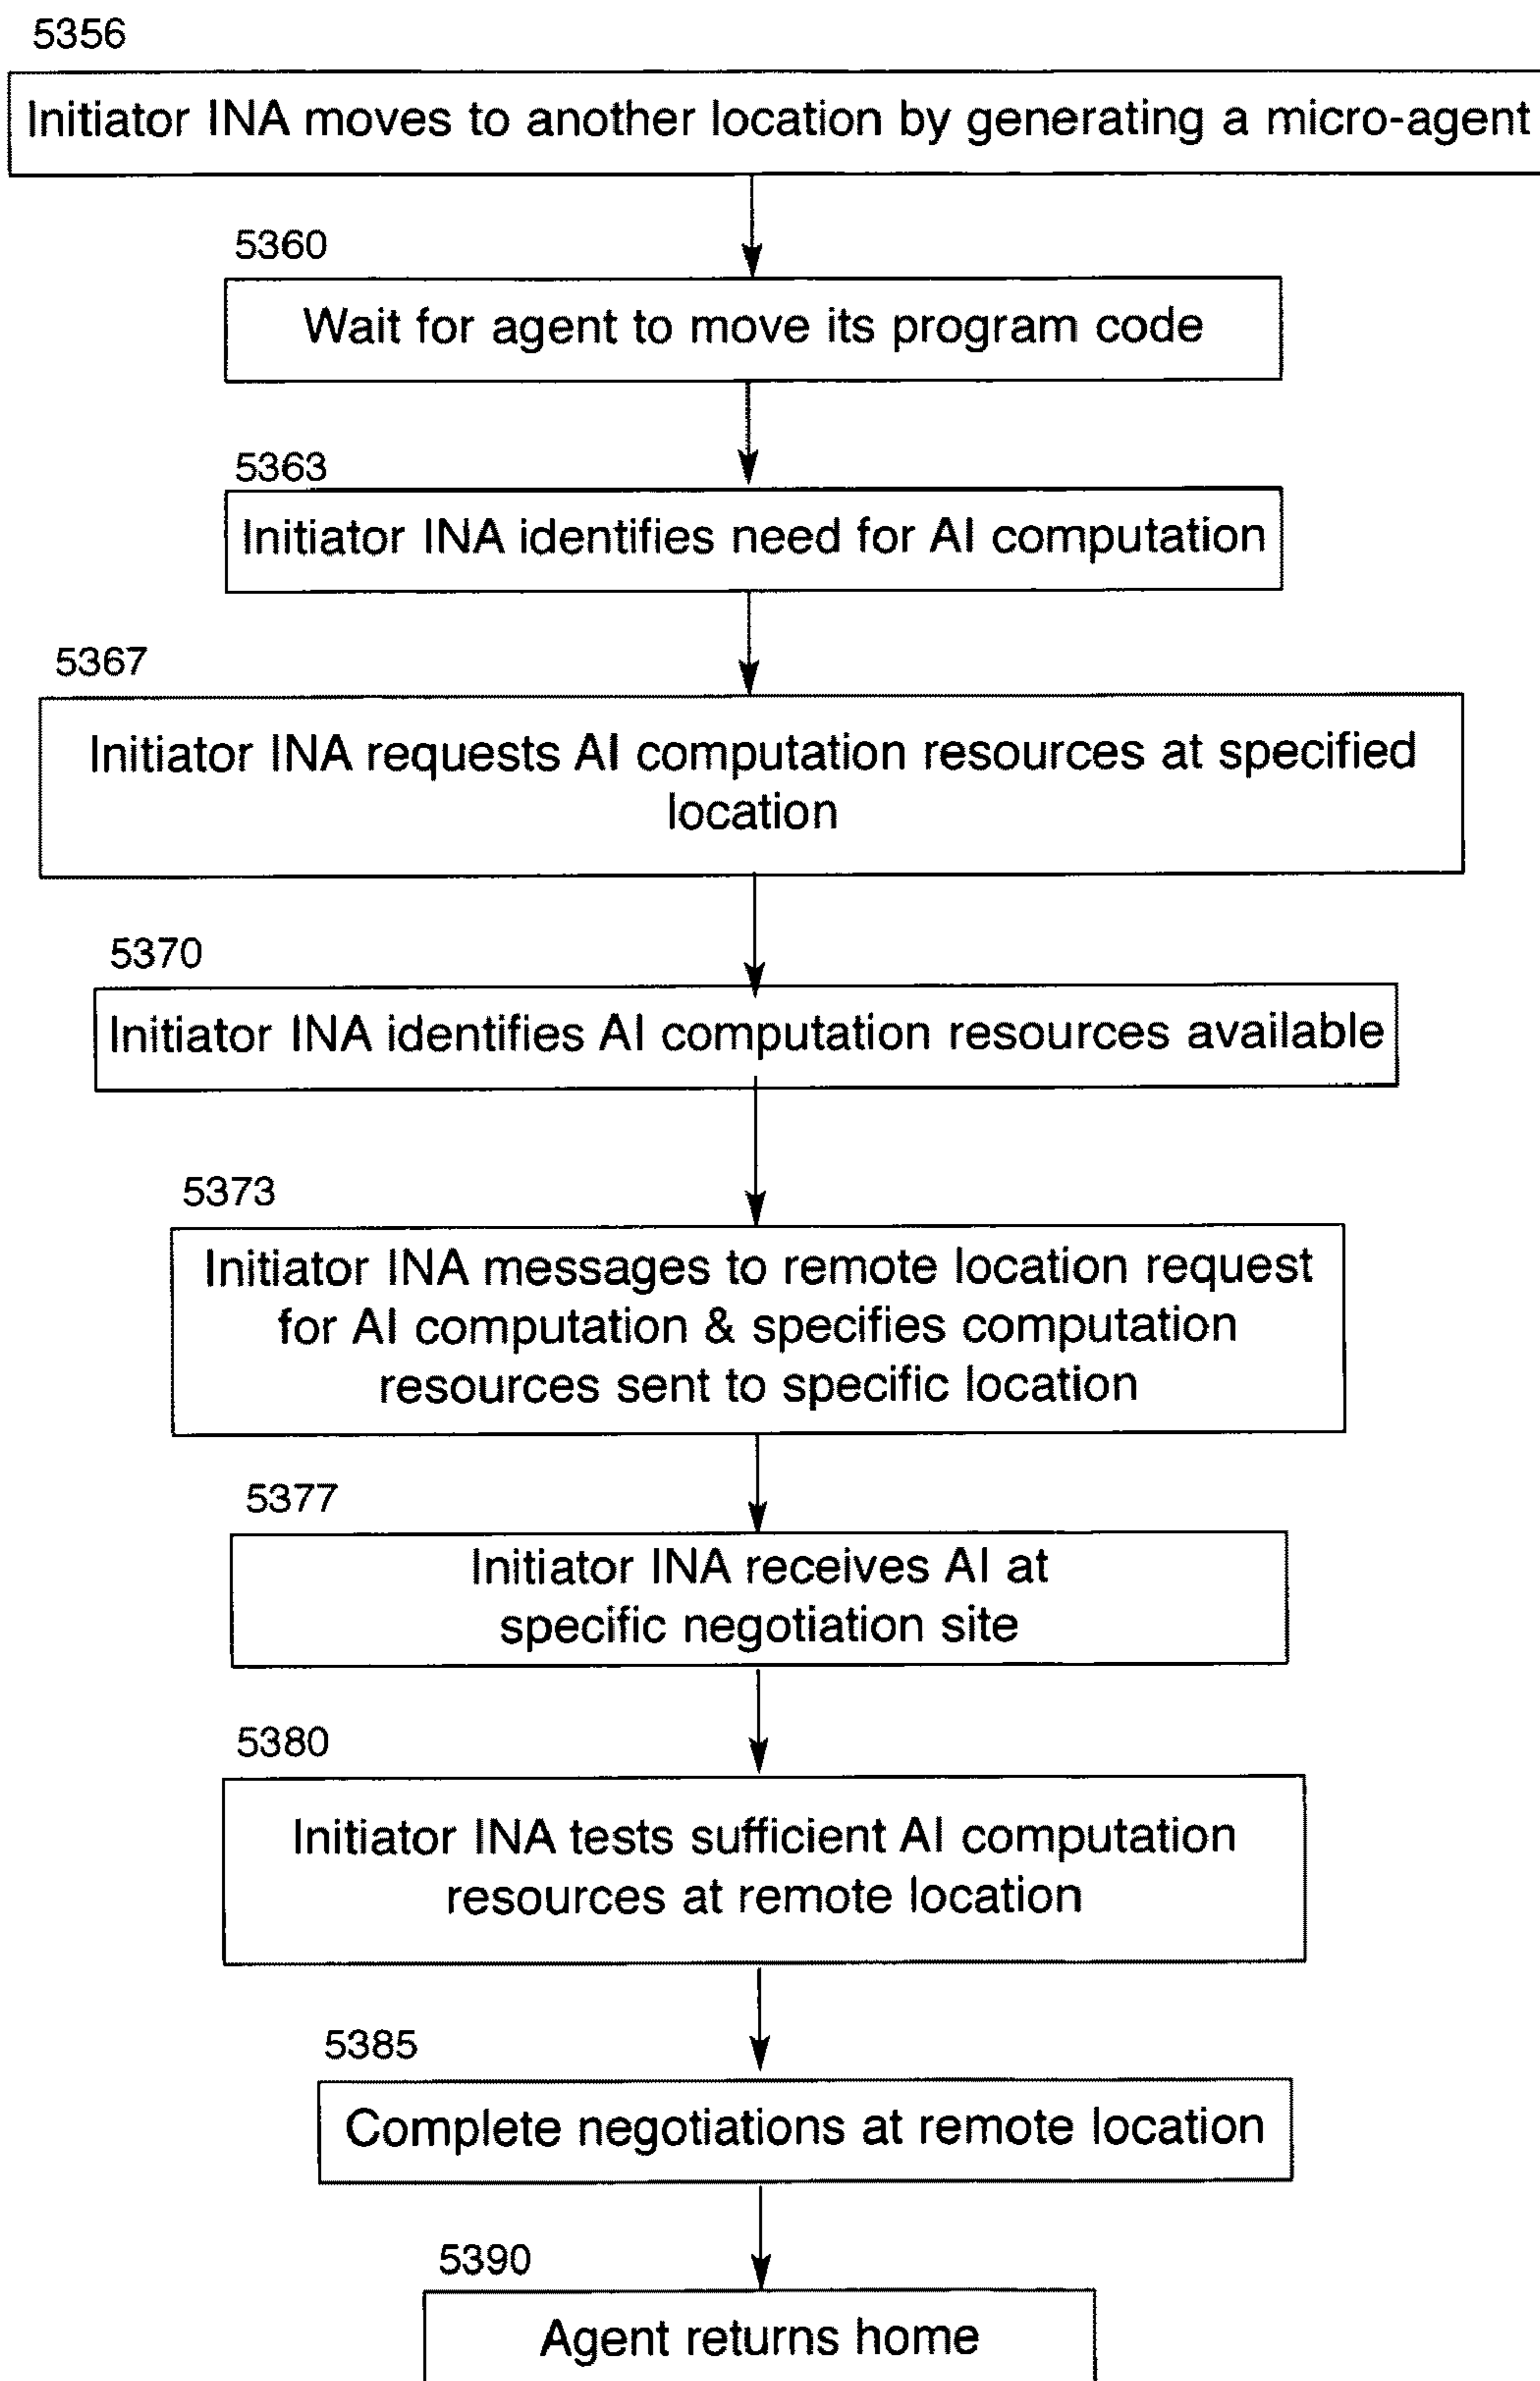 5356
Initiator INA moves to another location by generating a micro-agent
5360
Wait for agent to move its program code
5363
Initiator INA identifies need for AI computation
5367
Initiator INA requests AI computation resources at specified
location
5370
Initiator INA identifies AI computation resources available
5373
Initiator INA messages to remote location request
for AI computation & specifies computation
resources sent to specific location
5377
Initiator INA receives AI at
specific negotiation site
5380
Initiator INA tests sufficient AI computation
resources at remote location
5385
Complete negotiations at remote location
5390
Agent returns home